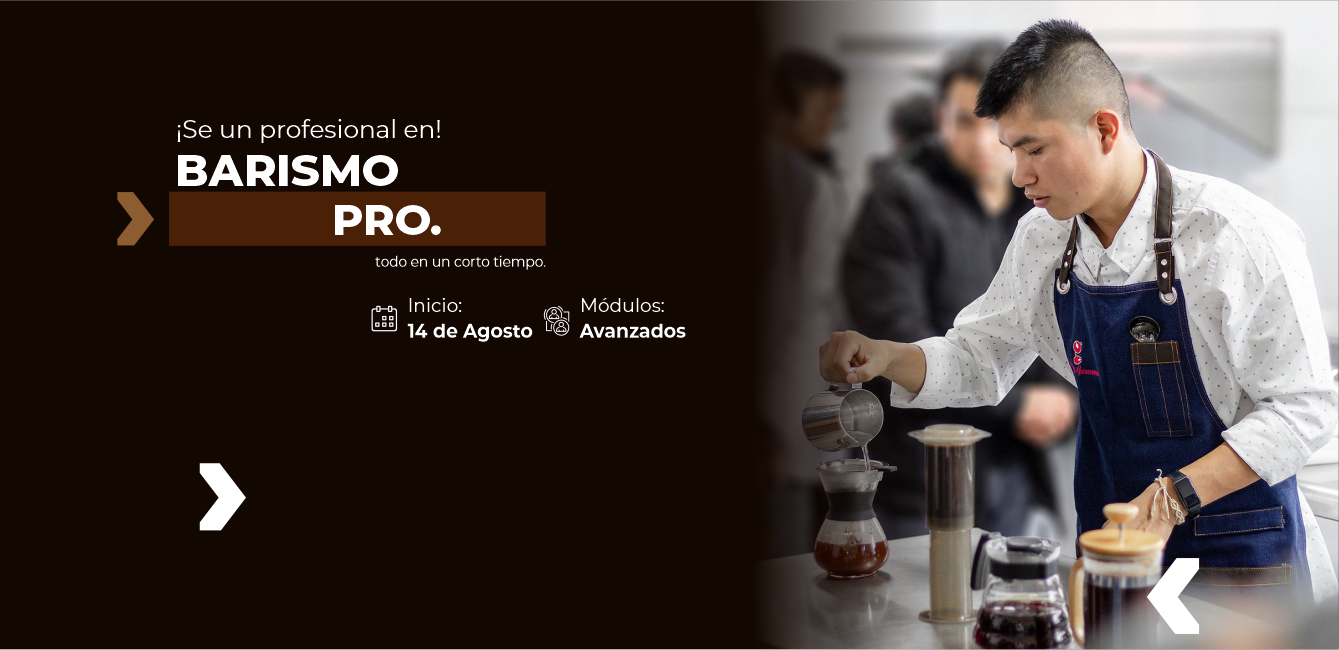 ¡Se un profesional en!
BARISMO
PRO.
todo en un corto tiempo.
Inicio:
14 de Agosto
Módulos:
Avanzados